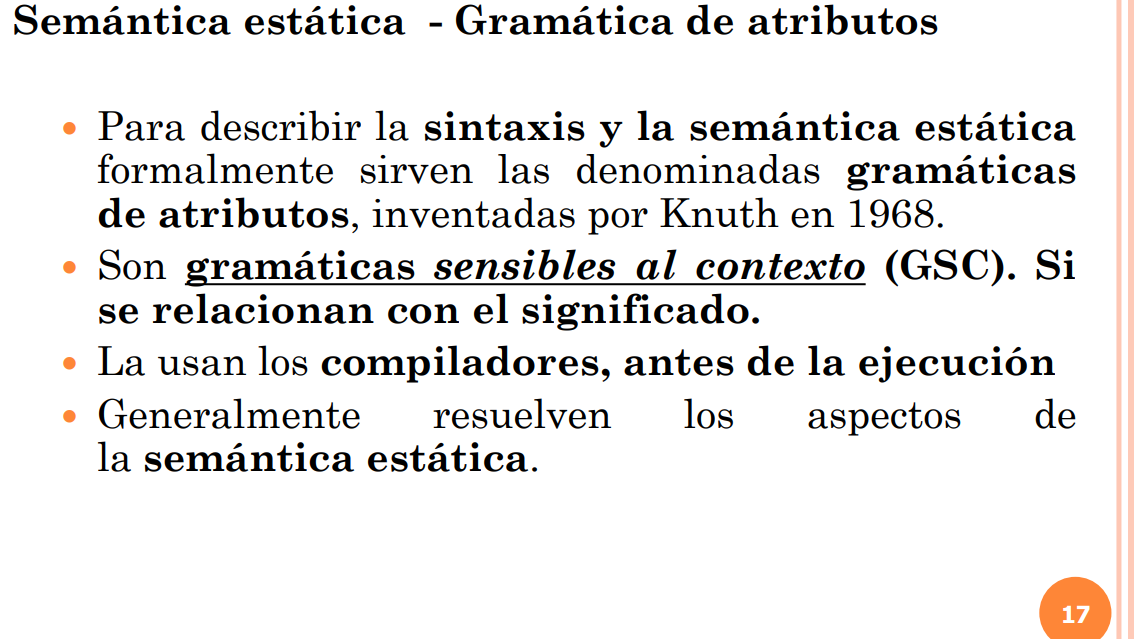 Semántica estática - Gramática de atributos
• Para describir la sintaxis y la semántica estática
formalmente sirven las denominadas gramáticas
de atributos, inventadas por Knuth en 1968.
• Son gramáticas sensibles al contexto (GSC). Si
se relacionan con el significado.
• La usan los compiladores, antes de la ejecución
• Generalmente resuelven los aspectos de
la semántica estática.
17